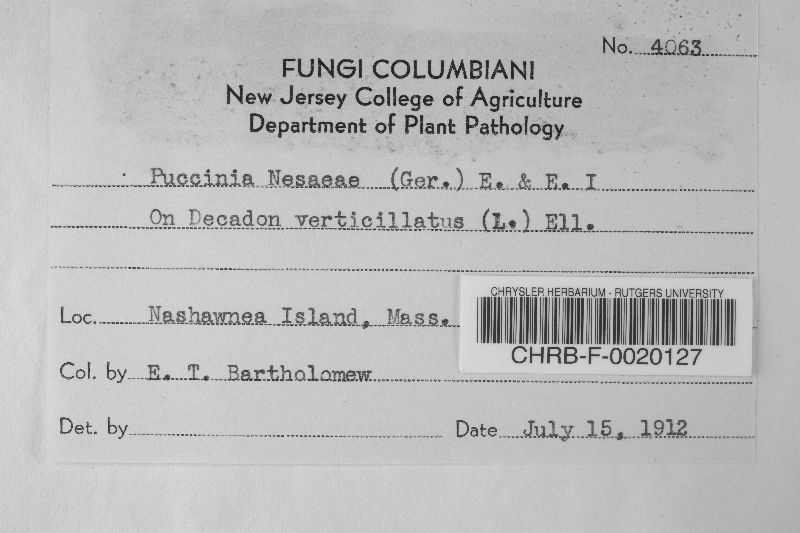 No. 4063
FUNGI COLUMBIANI
New Jersey College of Agriculture
Department of Plant Pathology
Puccinia Nesaeae (Ger.) E. & E. I
On Decadon verticillatus (L.) Ell.
Loc. Nashawnea Island, Mass.
CHRYSLER HERBARIUM - RUTGERS UNIVERSITY
CHRB-F-0020127
Col. by E. T. Bartholomew
Det. by
Date July 15, 1912